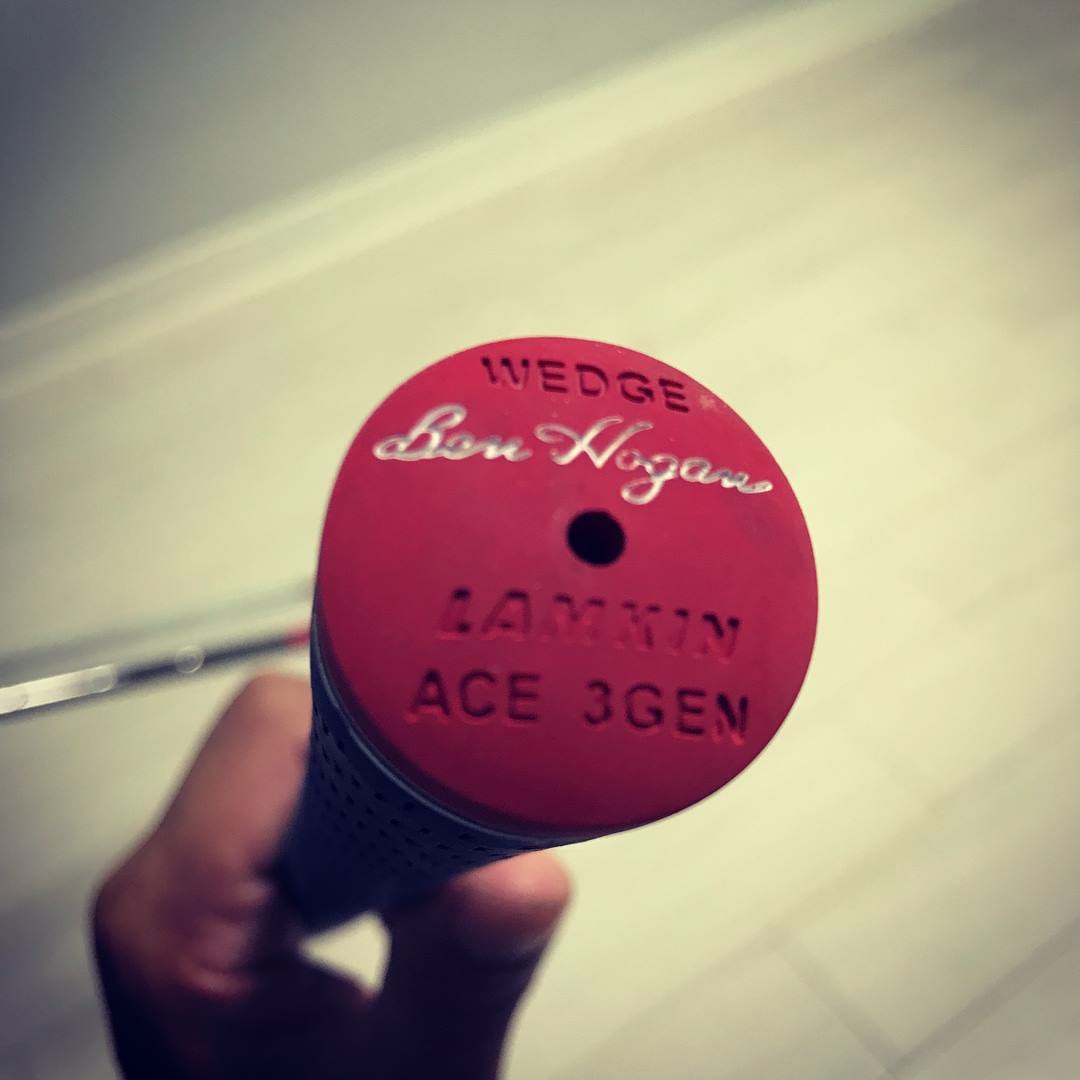 WEDGE
Ben Hogan
LAMKIN
ACE 3GEN